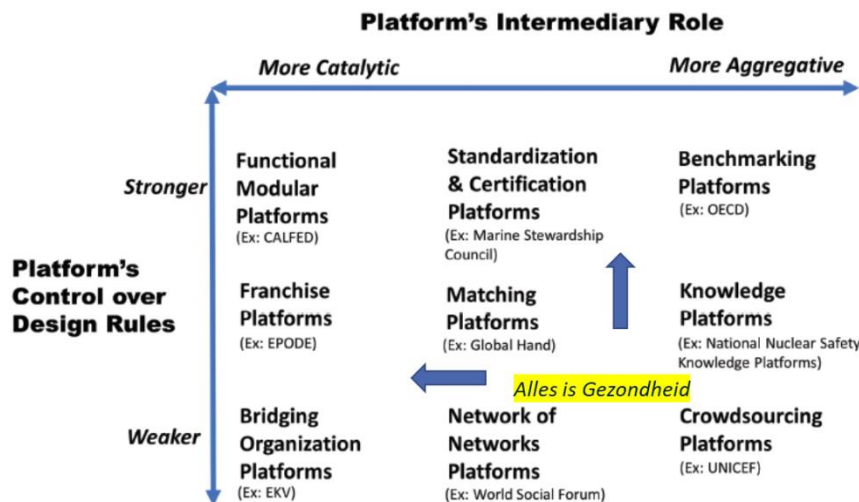 Platform's Intermediary Role
More Catalytic
More Aggregative
Stronger
Functional
Modular
Platforms
(Ex: CALFED)
Standardization
& Certification
Platforms
(Ex: Marine Stewardship
Council)
Benchmarking
Platforms
(Ex: OECD)
Platform's
Control over
Design Rules
Franchise
Platforms
(Ex: EPODE)
Matching
Platforms
(Ex: Global Hand)
Knowledge
Platforms
(Ex: National Nuclear Safety
Knowledge Platforms)
Alles is Gezondheid
Weaker
Bridging
Organization
Platforms
(Ex: EKV)
Network of
Networks
Platforms
(Ex: World Social Forum)
Crowdsourcing
Platforms
(Ex: UNICEF)